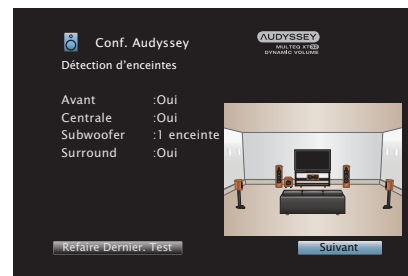 Conf. Audyssey
AUDYSSEY
MULTEQ XT32
DYNAMIC VOLUME
Détection d'enceintes
Avant :Oui
Centrale :Oui
Subwoofer :1 enceinte
Surround :Oui
Refaire Dernier. Test
Suivant